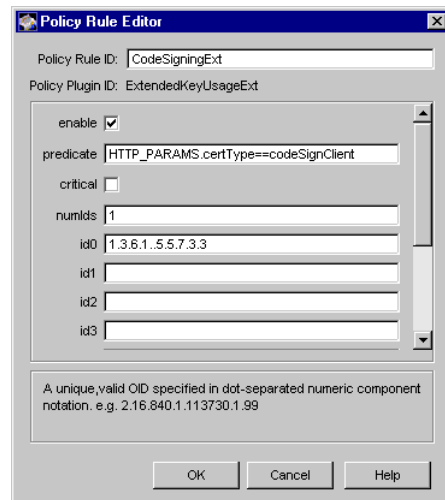 Policy Rule Editor
Policy Rule ID: CodeSigningExt
Policy Plugin ID: ExtendedKeyUsageExt
enable
predicate HTTP_PARAMS.certType==codeSignClient
critical
numIds 1
id0 1.3.6.1..5.5.7.3.3
id1
id2
id3
A unique,valid OID specified in dot-separated numeric component
notation. e.g. 2.16.840.1.113730.1.99
OK Cancel Help